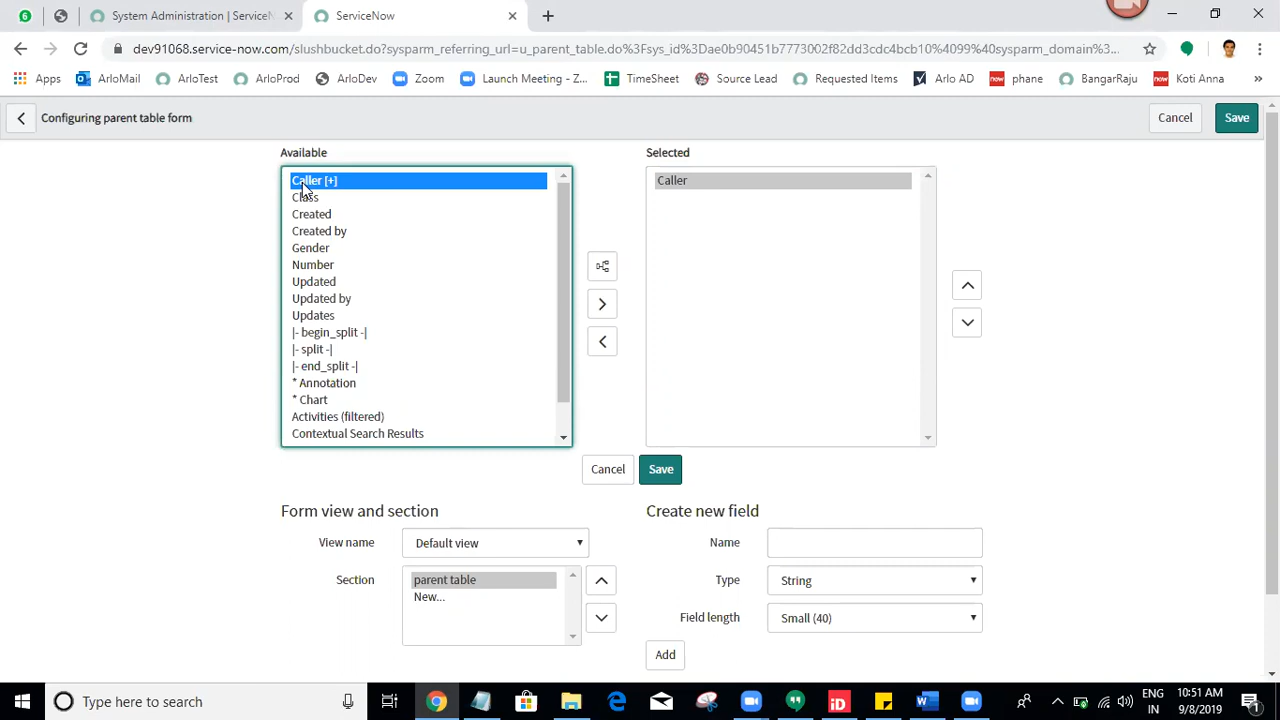 6
System Administration | ServiceN
ServiceNow
dev91068.service-now.com/slushbucket.do?sysparm_referring_url=u_parent_table.do%3Fsys_id%3Dae0b90451b7773002f82dd3cdc4bcb10%4099%40sysparm_domain%3...
Apps
ArloMail
ArloTest
ArloProd
ArloDev
Zoom
Launch Meeting - Z...
TimeSheet
Source Lead
Requested Items
Arlo AD
now phane
BangarRaju
now Koti Anna
»
Configuring parent table form
Cancel
Save
Available
Selected
Caller [+]
Class
Created
Created by
Gender
Number
Updated
Updated by
Updates
|- begin_split -|
|- split -|
|- end_split -|
* Annotation
* Chart
Activities (filtered)
Contextual Search Results
Caller
Cancel
Save
Form view and section
View name
Default view
Section
parent table
New...
Create new field
Name
Type
String
Field length
Small (40)
Add
Type here to search
ENG
IN
10:51 AM
9/8/2019
1